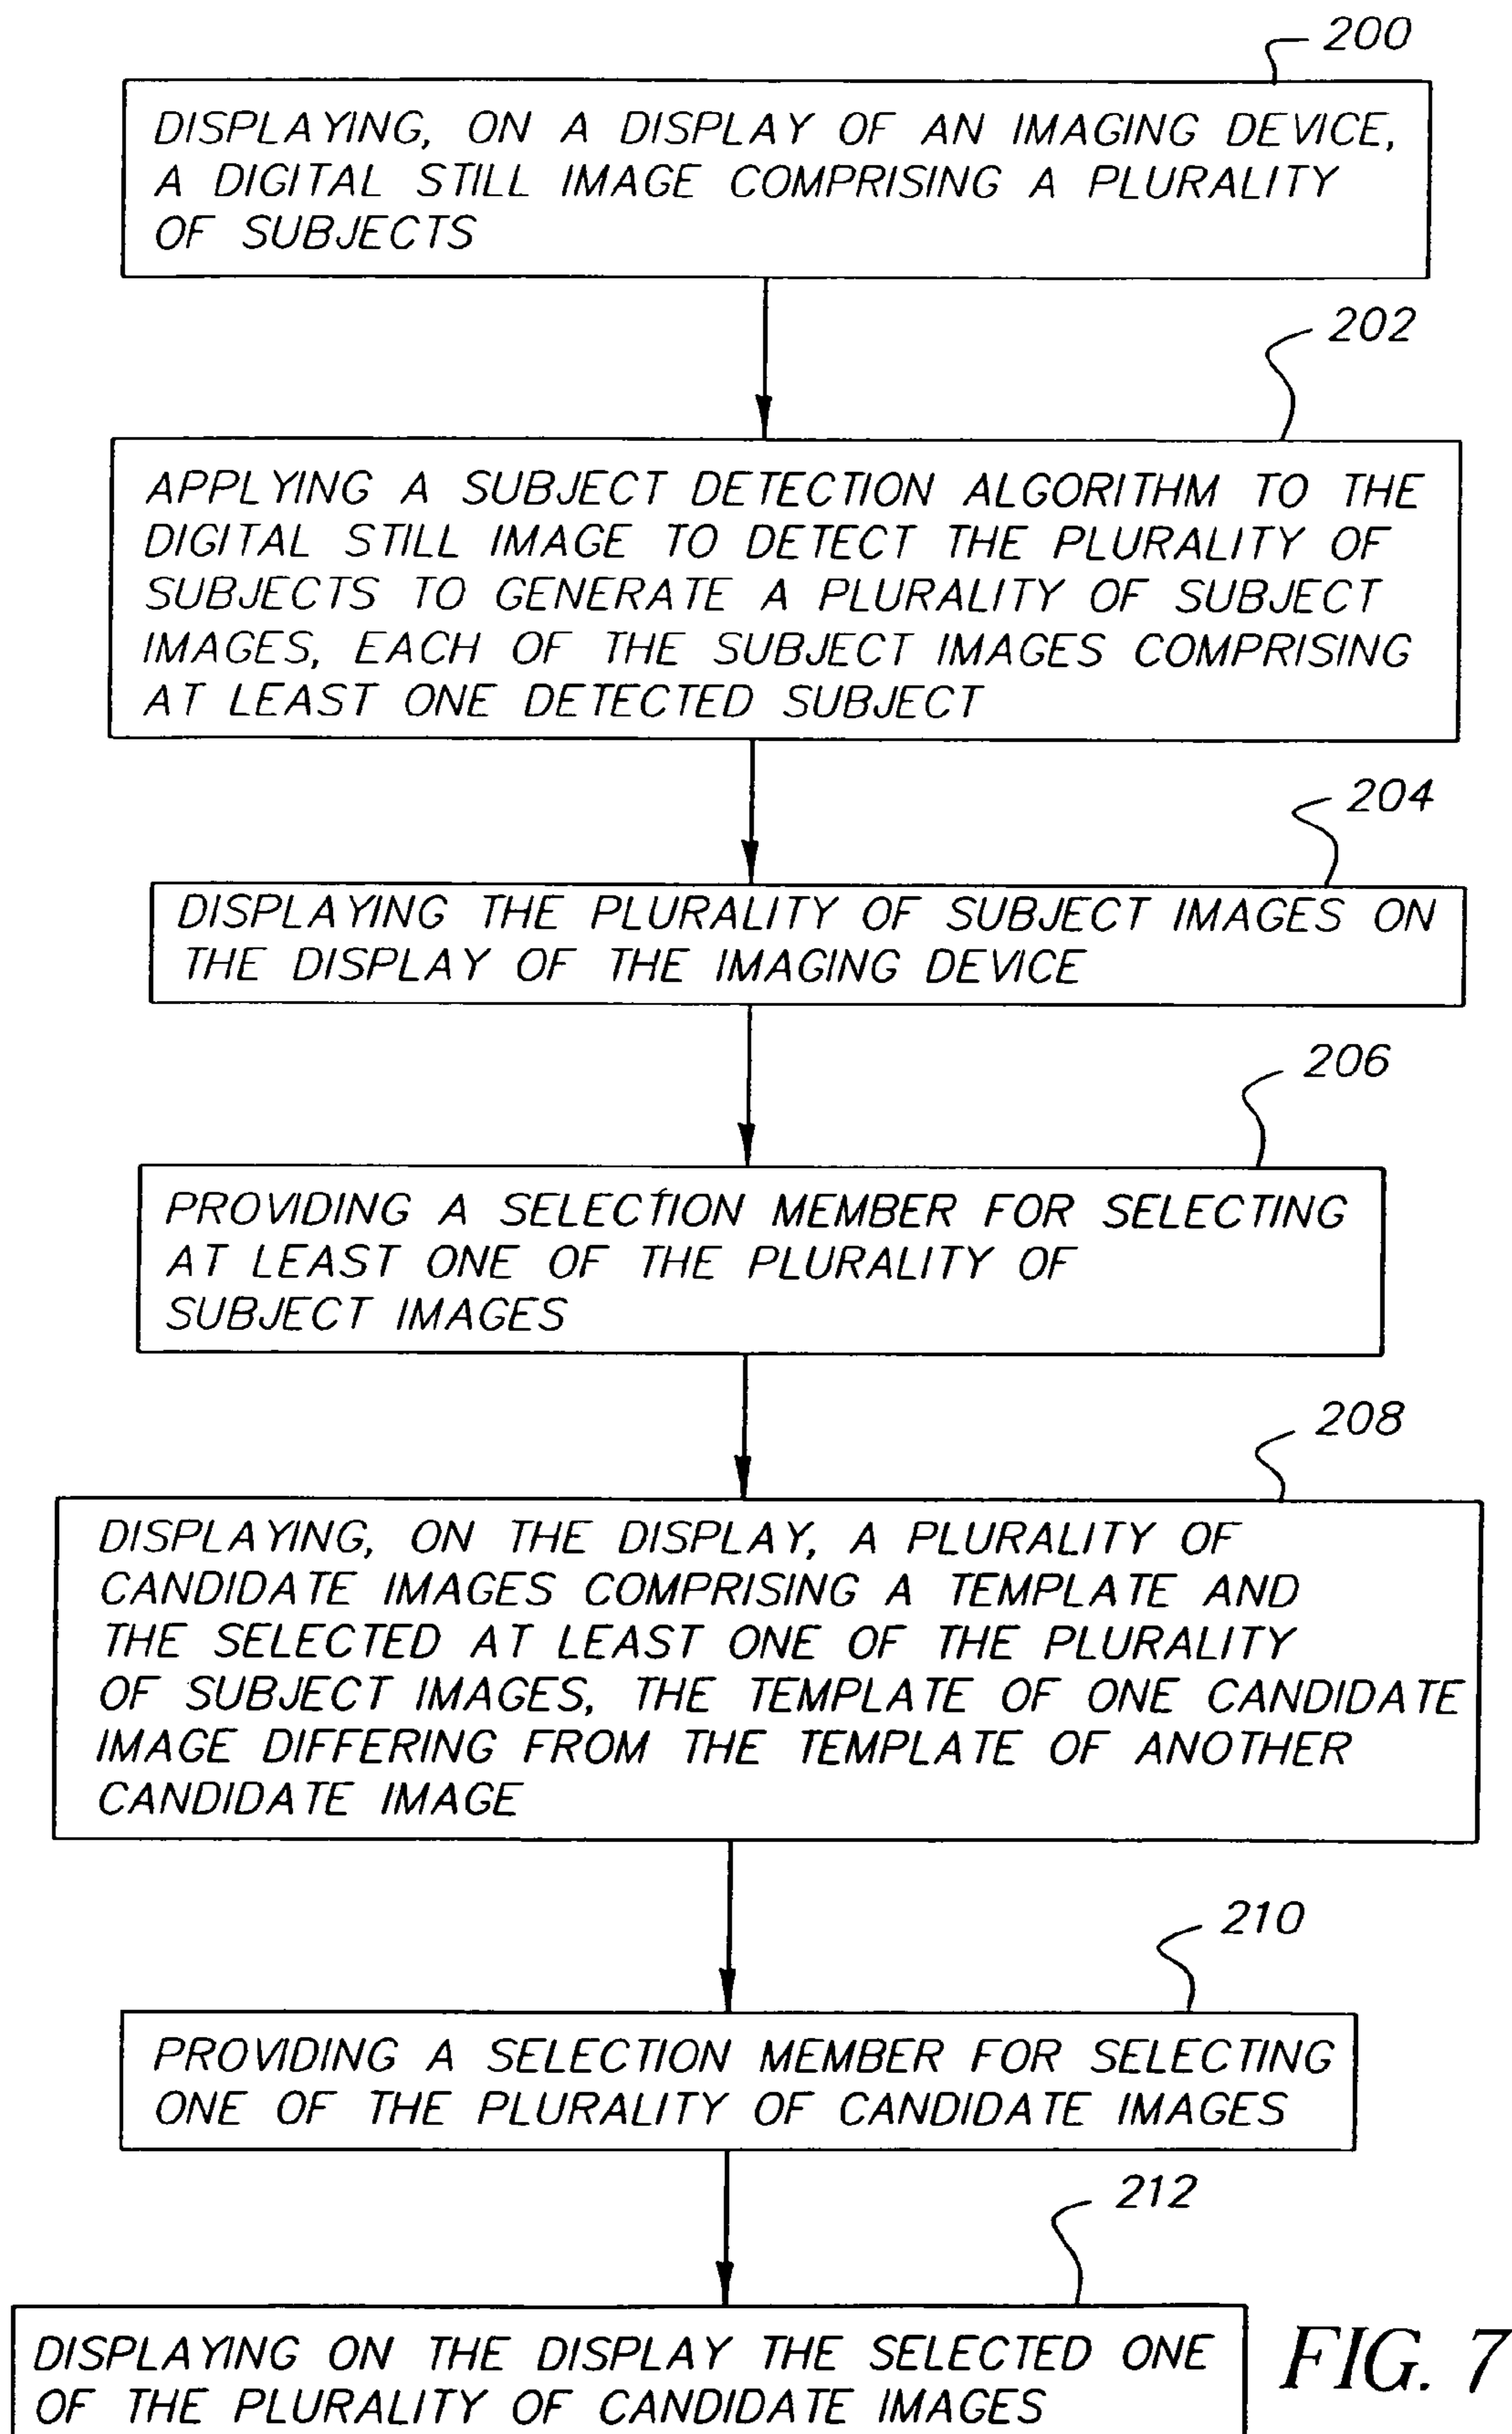 200
DISPLAYING, ON A DISPLAY OF AN IMAGING DEVICE,
A DIGITAL STILL IMAGE COMPRISING A PLURALITY
OF SUBJECTS
202
APPLYING A SUBJECT DETECTION ALGORITHM TO THE
DIGITAL STILL IMAGE TO DETECT THE PLURALITY OF
SUBJECTS TO GENERATE A PLURALITY OF SUBJECT
IMAGES, EACH OF THE SUBJECT IMAGES COMPRISING
AT LEAST ONE DETECTED SUBJECT
204
DISPLAYING THE PLURALITY OF SUBJECT IMAGES ON
THE DISPLAY OF THE IMAGING DEVICE
206
PROVIDING A SELECTION MEMBER FOR SELECTING
AT LEAST ONE OF THE PLURALITY OF
SUBJECT IMAGES
208
DISPLAYING, ON THE DISPLAY, A PLURALITY OF
CANDIDATE IMAGES COMPRISING A TEMPLATE AND
THE SELECTED AT LEAST ONE OF THE PLURALITY
OF SUBJECT IMAGES, THE TEMPLATE OF ONE CANDIDATE
IMAGE DIFFERING FROM THE TEMPLATE OF ANOTHER
CANDIDATE IMAGE
210
PROVIDING A SELECTION MEMBER FOR SELECTING
ONE OF THE PLURALITY OF CANDIDATE IMAGES
212
DISPLAYING ON THE DISPLAY THE SELECTED ONE
OF THE PLURALITY OF CANDIDATE IMAGES
FIG. 7